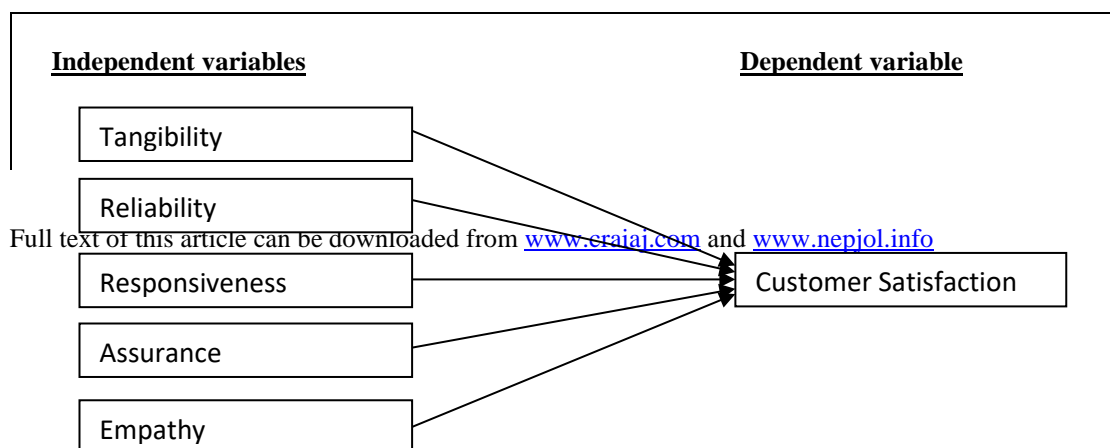 Independent variables Dependent variable
Tangibility
Reliability
Full text of this article can be downloaded from www.crajaj.com and www.nepjol.info
Responsiveness Customer Satisfaction
Assurance
Empathy